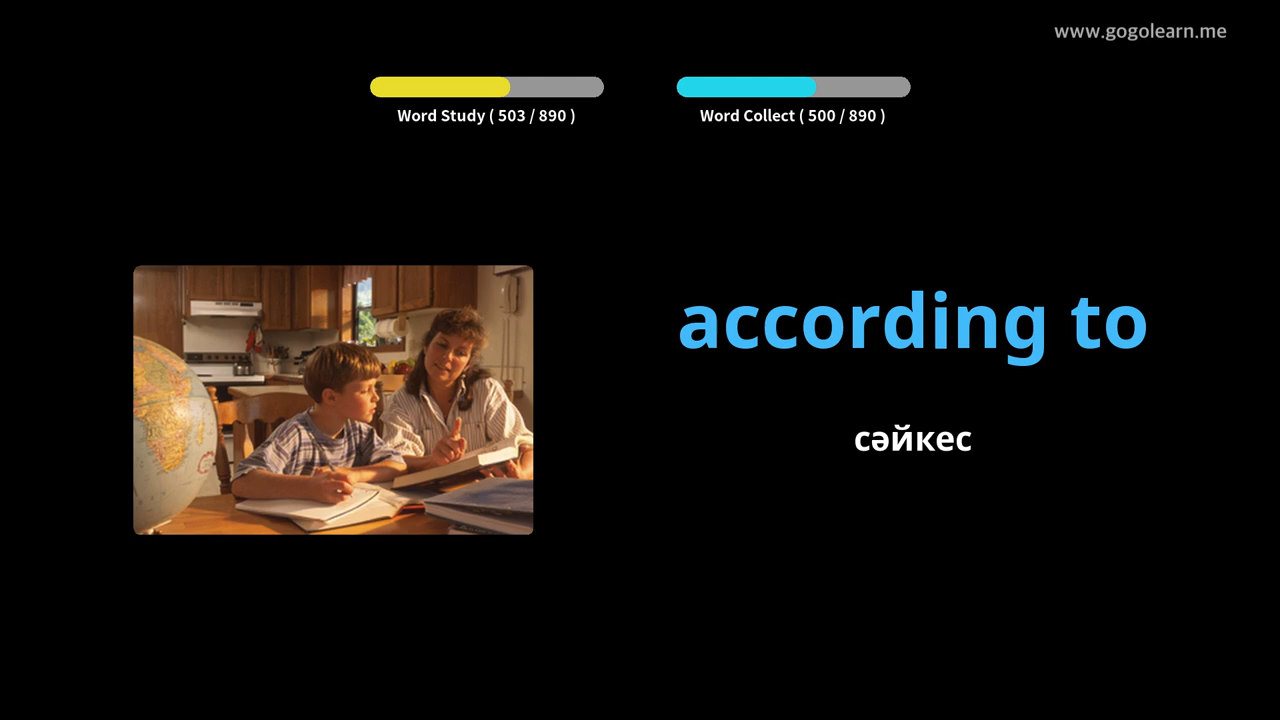 www.gogolearn.me
Word Study ( 503 / 890 )
Word Collect ( 500 / 890 )
according to
сәйкес